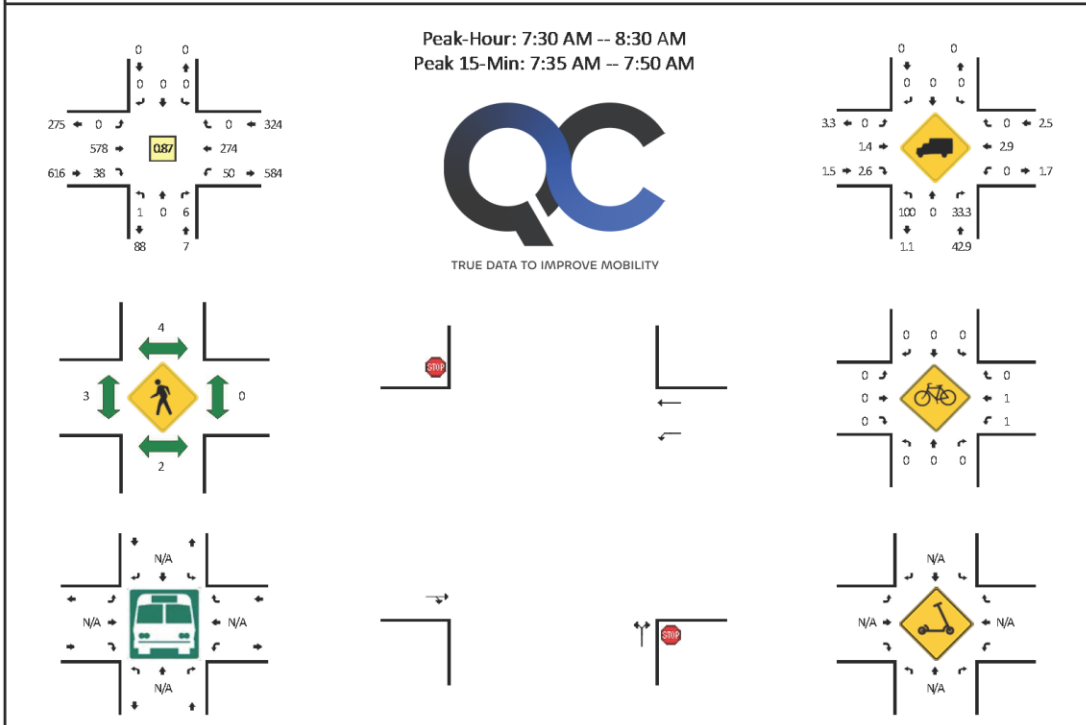 Peak-Hour: 7:30 AM -- 8:30 AM
Peak 15-Min: 7:35 AM -- 7:50 AM
QC
TRUE DATA TO IMPROVE MOBILITY
0 0
0 0 0
275 0 0 324
578 0.87 274
616 38 50 584
1 0 6
88 7
0 0
0 0 0
3.3 0 0 2.5
1.4 2.9
1.5 2.6 0 1.7
100 0 33.3
1.1 42.9
4
3 0
2
STOP
0 0 0
0 0
0 1
0 1
0 0 0
N/A
N/A N/A
N/A
STOP
N/A
N/A N/A
N/A